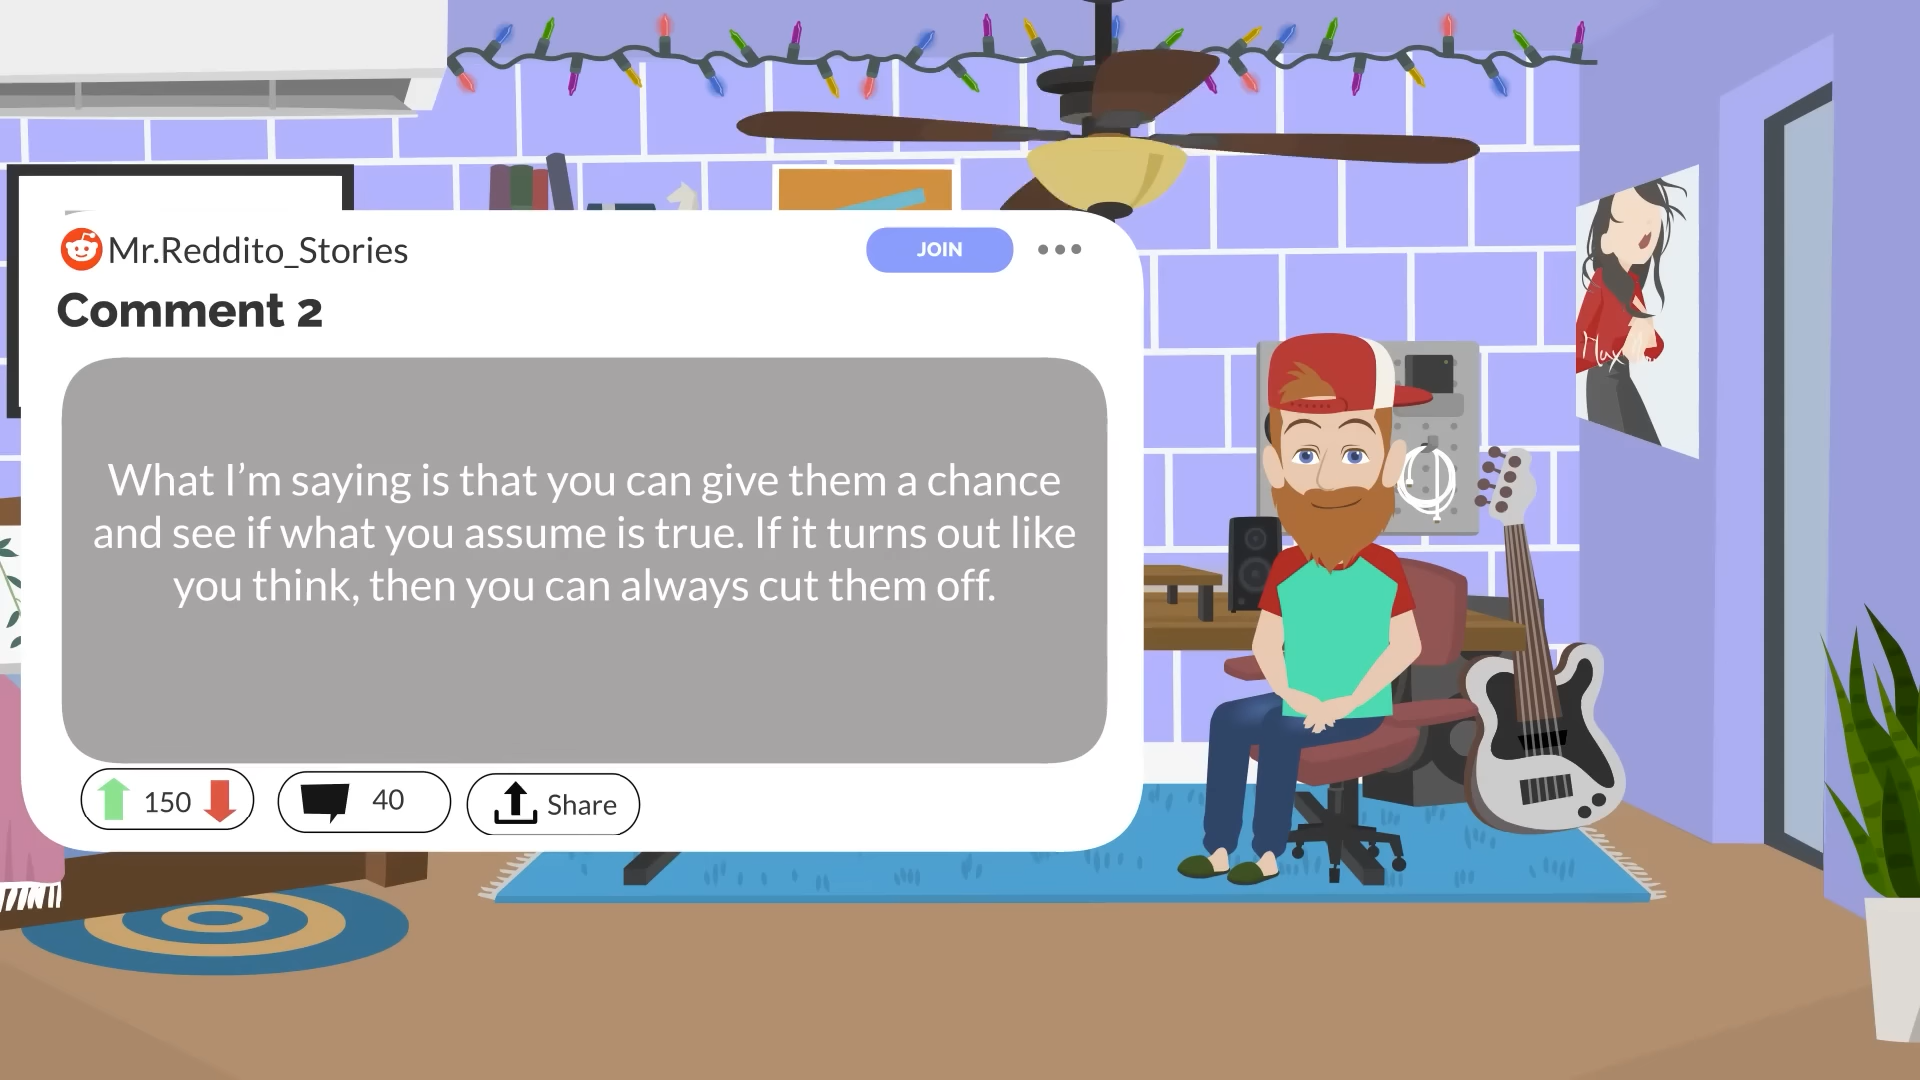 Mr.Reddito_Stories
JOIN
Comment 2
What I’m saying is that you can give them a chance
and see if what you assume is true. If it turns out like
you think, then you can always cut them off.
150
40
Share